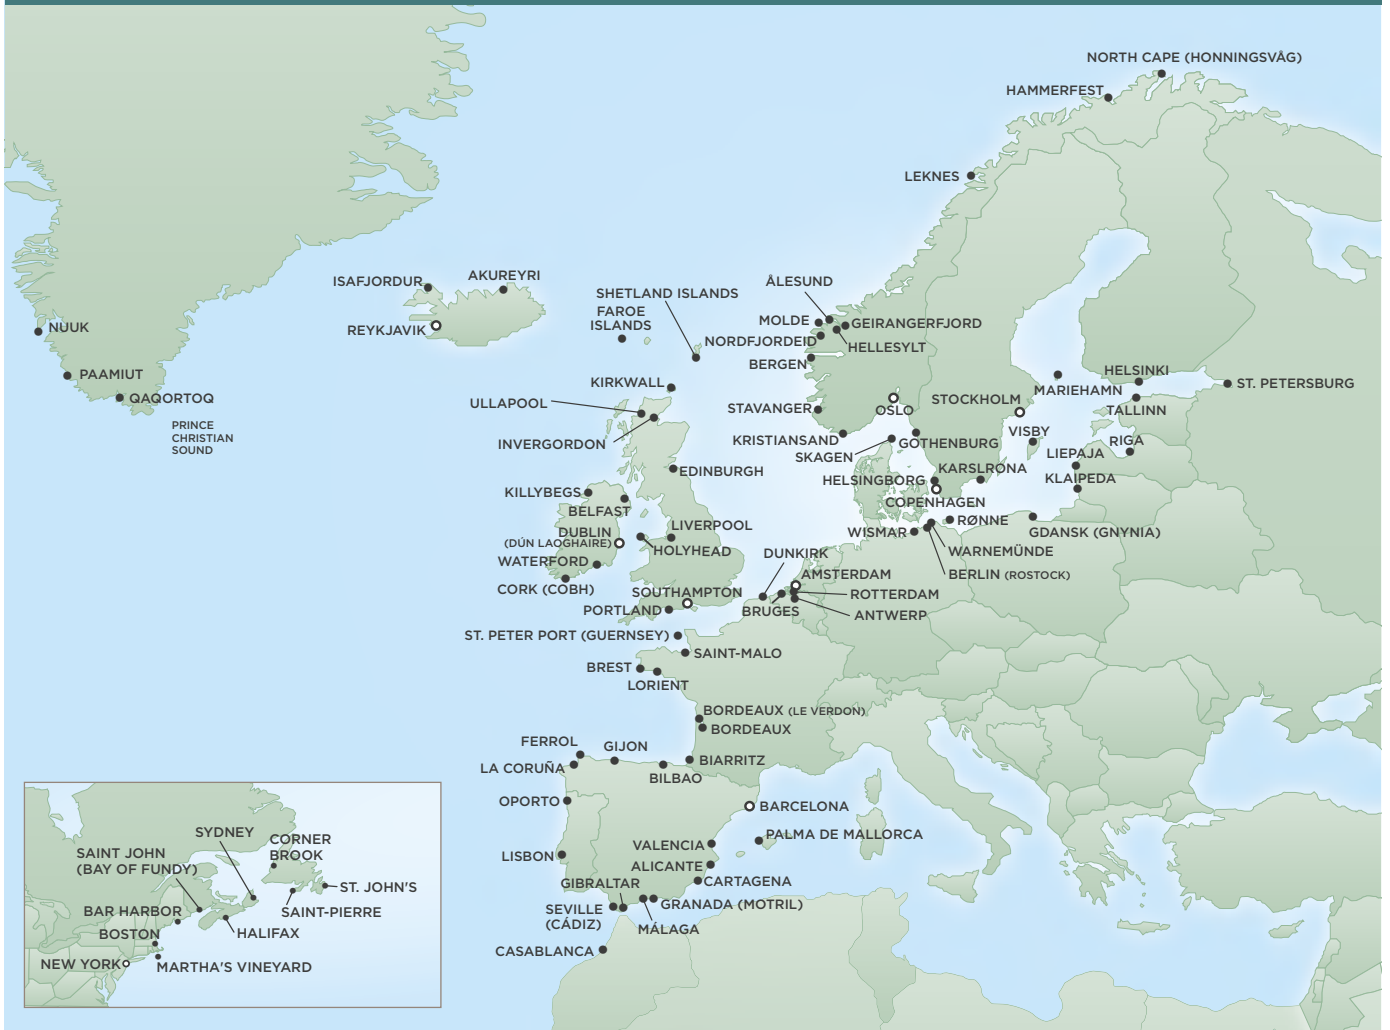 NORTH CAPE (HONNINGSVÅG)
HAMMERFEST
LEKNES
ISAFJORDUR
AKUREYRI
REYKJAVIK
SHETLAND ISLANDS
FAROE
ISLANDS
ÅLESUND
MOLDE
GEIRANGERFJORD
NORDFJORDEID
HELLESYLT
BERGEN
NUUK
PAAMIUT
QAQORTOQ
PRINCE
CHRISTIAN
SOUND
KIRKWALL
ULLAPOOL
INVERGORDON
EDINBURGH
STAVANGER
KRISTIANSAND
SKAGEN
OSLO
GOTHENBURG
STOCKHOLM
VISBY
MARIEHAMN
HELSINKI
TALLINN
ST. PETERSBURG
RIGA
LIEPAJA
KLAIPEDA
KARSLRONA
HELSINGBORG
COPENHAGEN
RØNNE
GDANSK (GNYNIA)
WISMAR
WARNEMÜNDE
BERLIN (ROSTOCK)
KILLYBEGS
BELFAST
DUBLIN
(DÚN LAOGHAIRE)
WATERFORD
CORK (COBH)
LIVERPOOL
HOLYHEAD
SOUTHAMPTON
PORTLAND
DUNKIRK
AMSTERDAM
ROTTERDAM
BRUGES
ANTWERP
ST. PETER PORT (GUERNSEY)
SAINT-MALO
BREST
LORIENT
BORDEAUX (LE VERDON)
BORDEAUX
BIARRITZ
FERROL
GIJON
LA CORUÑA
BILBAO
OPORTO
LISBON
BARCELONA
PALMA DE MALLORCA
VALENCIA
ALICANTE
CARTAGENA
GIBRALTAR
GRANADA (MOTRIL)
SEVILLE
(CÁDIZ)
MÁLAGA
CASABLANCA
SYDNEY
CORNER
BROOK
SAINT JOHN
(BAY OF FUNDY)
ST. JOHN'S
SAINT-PIERRE
BAR HARBOR
HALIFAX
BOSTON
NEW YORK
MARTHA'S VINEYARD